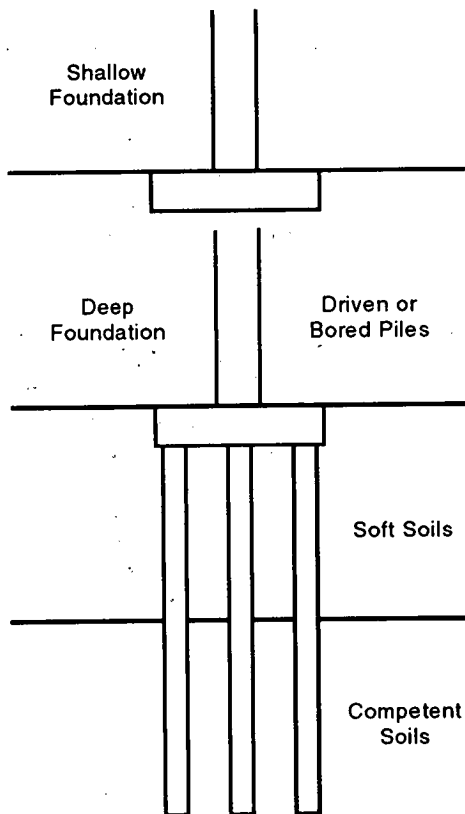 Shallow
Foundation
Deep
Foundation
Driven or
Bored Piles
Soft Soils
Competent
Soils